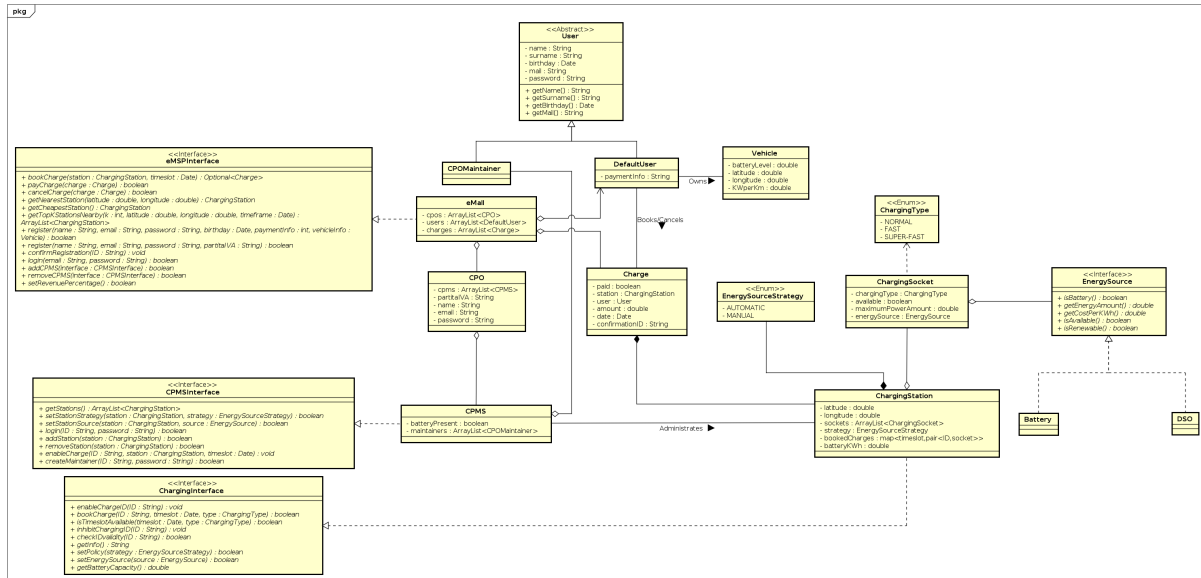 pkg
<<Abstract>>
User
- name : String
- surname : String
- birthday : Date
- mail : String
- password : String
+ getName() : String
+ getSurname() : String
+ getBirthday() : Date
+ getMail() : String
<<Interface>>
eMSPInterface
+ bookCharge(station : ChargingStation, timeslot : Date) : Optional<Charge>
+ payCharge(charge : Charge) : boolean
+ cancelCharge(charge : Charge) : boolean
+ getNearestStation(latitude : double, longitude : double) : ChargingStation
+ getCheapestStation() : ChargingStation
+ getTopKStationsNearby(k : int, latitude : double, longitude : double, timeframe : Date) :
ArrayList<ChargingStation>
+ register(name : String, email : String, password : String, birthday : Date, paymentInfo : int, vehicleInfo :
Vehicle) : boolean
+ register(name : String, email : String, password : String, partitaIVA : String) : boolean
+ confirmRegistration(ID : String) : void
+ login(email : String, password : String) : boolean
+ addCPMS(interface : CPMSInterface) : boolean
+ removeCPMS(interface : CPMSInterface) : boolean
+ setRevenuePercentage() : boolean
CPOMaintainer
DefaultUser
- paymentInfo : String
Owns
Vehicle
- batteryLevel : double
- latitude : double
- longitude : double
- KWperKm : double
eMall
- cpos : ArrayList<CPO>
- users : ArrayList<DefaultUser>
- charges : ArrayList<Charge>
Books/Cancels
<<Enum>>
ChargingType
- NORMAL
- FAST
- SUPER-FAST
CPO
- cpms : ArrayList<CPMS>
- partitaIVA : String
- name : String
- email : String
- password : String
Charge
- paid : boolean
- station : ChargingStation
- user : User
- amount : double
- date : Date
- confirmationID : String
<<Enum>>
EnergySourceStrategy
- AUTOMATIC
- MANUAL
ChargingSocket
- chargingType : ChargingType
- available : boolean
- maximumPowerAmount : double
- energySource : EnergySource
<<Interface>>
EnergySource
+ isBattery() : boolean
+ getEnergyAmount() : double
+ getCostPerKWh() : double
+ isAvailable() : boolean
+ isRenewable() : boolean
<<Interface>>
CPMSInterface
+ getStations() : ArrayList<ChargingStation>
+ setStationStrategy(station : ChargingStation, strategy : EnergySourceStrategy) : boolean
+ setStationSource(station : ChargingStation, source : EnergySource) : boolean
+ login(ID : String, password : String) : boolean
+ addStation(station : ChargingStation) : boolean
+ removeStation(station : ChargingStation) : boolean
+ enableCharge(ID : String, station : ChargingStation, timeslot : Date) : void
+ createMaintainer(ID : String, password : String) : boolean
CPMS
- batteryPresent : boolean
- maintainers : ArrayList<CPOMaintainer>
Administrates
ChargingStation
- latitude : double
- longitude : double
- sockets : ArrayList<ChargingSocket>
- strategy : EnergySourceStrategy
- bookedCharges : map<timeslot,pair<ID,socket>>
- batteryKWh : double
Battery
DSO
<<Interface>>
ChargingInterface
+ enableChargeID(ID : String) : void
+ bookCharge(ID : String, timeslot : Date, type : ChargingType) : boolean
+ isTimeslotAvailable(timeslot : Date, type : ChargingType) : boolean
+ inhibitChargingID(ID : String) : void
+ checkIDvalidity(ID : String) : boolean
+ getInfo() : String
+ setPolicy(strategy : EnergySourceStrategy) : boolean
+ setEnergySource(source : EnergySource) : boolean
+ getBatteryCapacity() : double